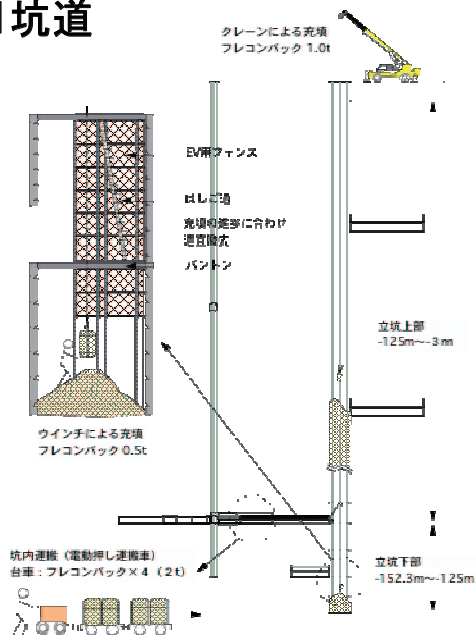 坑道
クレーンによる充填
フレコンバック 1.0t
EV用フェンス
はしご道
充填の進捗に合わせ
適宜撤去
バントン
立坑上部
-125m～-3m
ウインチによる充填
フレコンバック 0.5t
坑内運搬（電動押し運搬車）
台車：フレコンバック×4（2t）
立坑下部
-152.3m～-125m